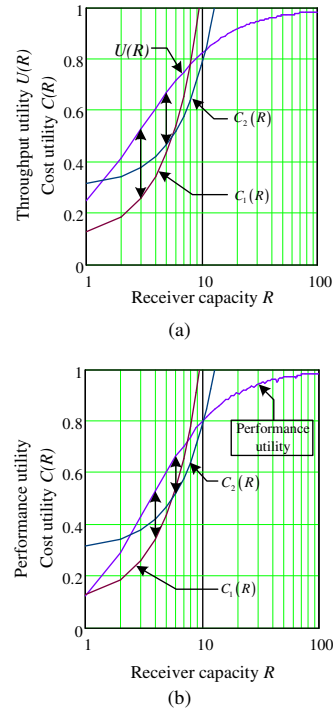 Throughput utility U(R)
Cost utility C(R)
1.0
0.8
0.6
0.4
0.2
U(R)
C2(R)
C1(R)
1
10
100
Receiver capacity R
(a)
Performance utility
Cost utility C(R)
1.0
0.8
0.6
0.4
0.2
0
Performance
utility
C2(R)
C1(R)
1
10
100
Receiver capacity R
(b)